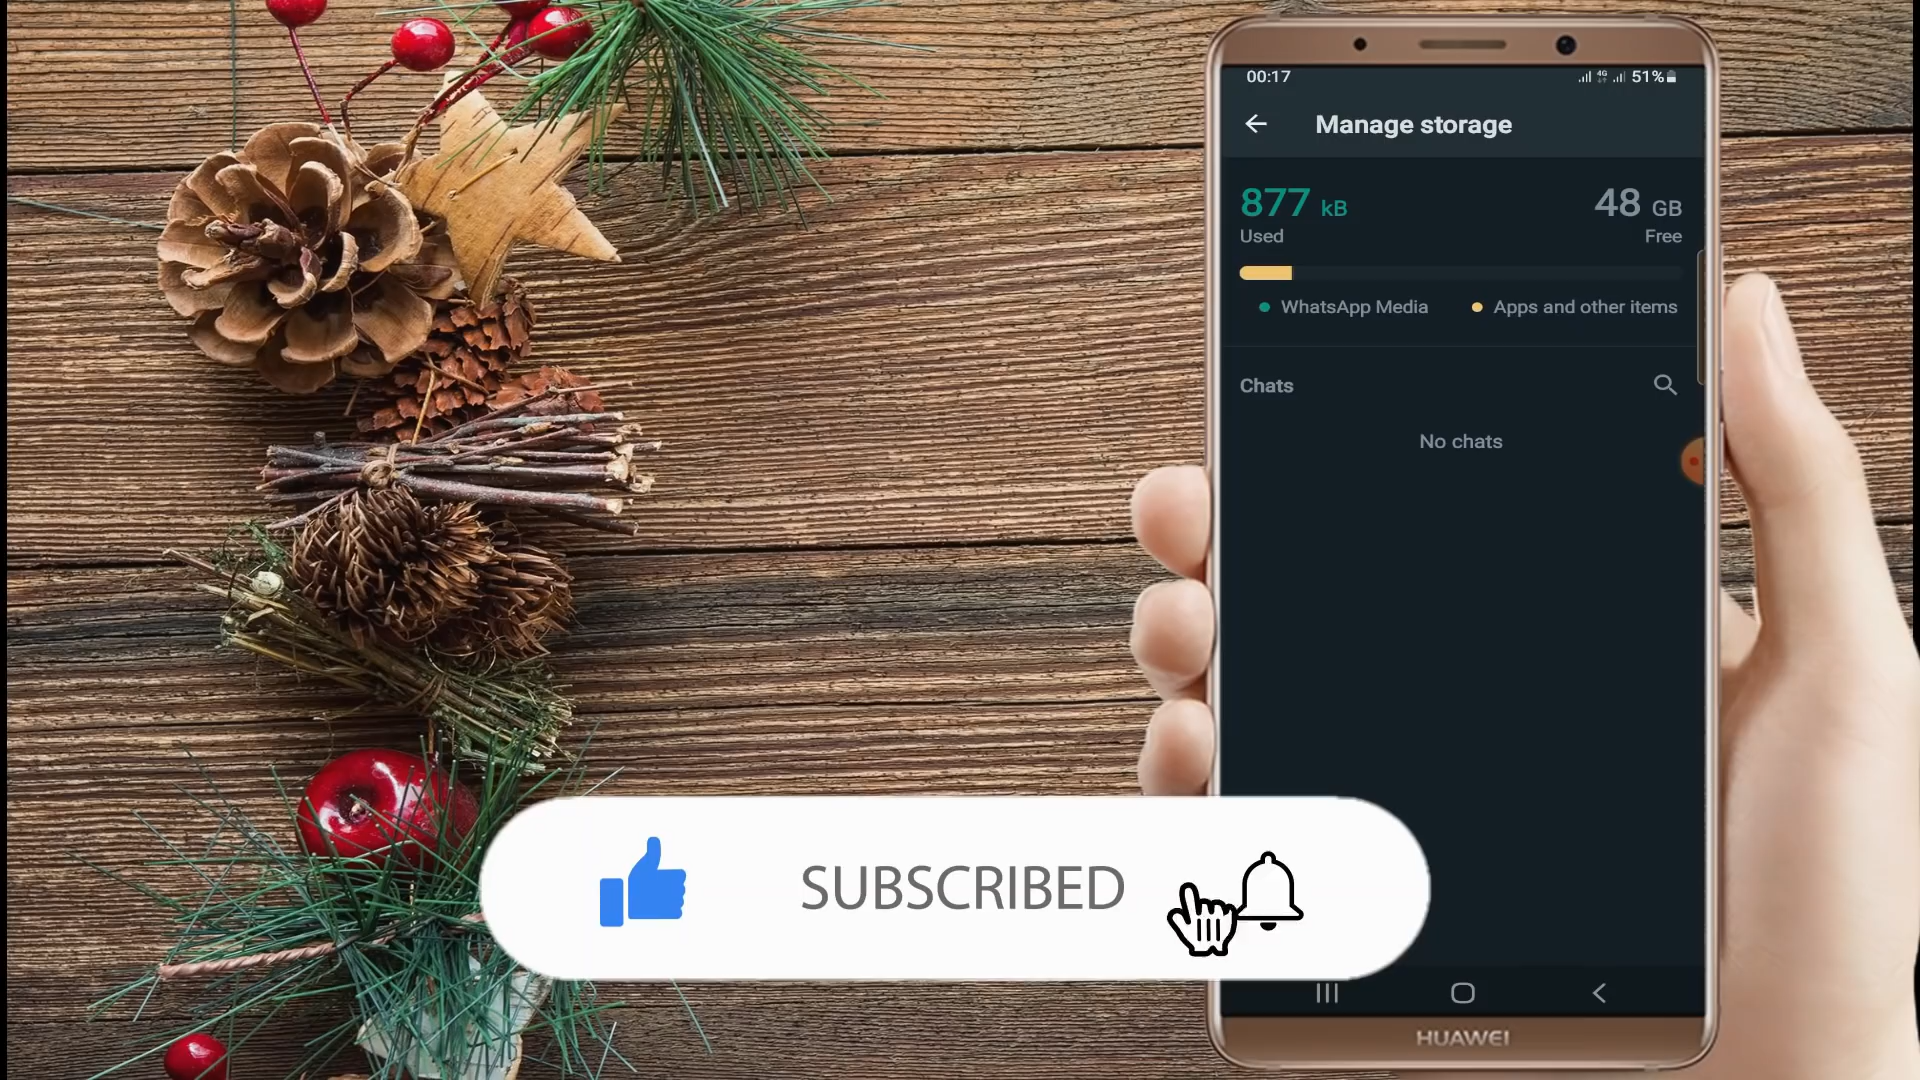 00:17
4G
51%
Manage storage
877 kB
48 GB
Used
Free
WhatsApp Media
Apps and other items
Chats
No chats
SUBSCRIBED
HUAWEI